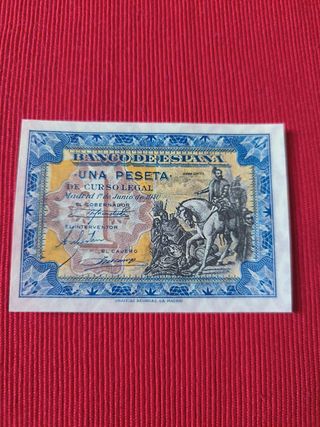 BANCO DE ESPAÑA
UNA PESETA
DE CURSO LEGAL
Madrid 1º de Junio de 1940
EL GOBERNADOR
EL INTERVENTOR
EL CAJERO